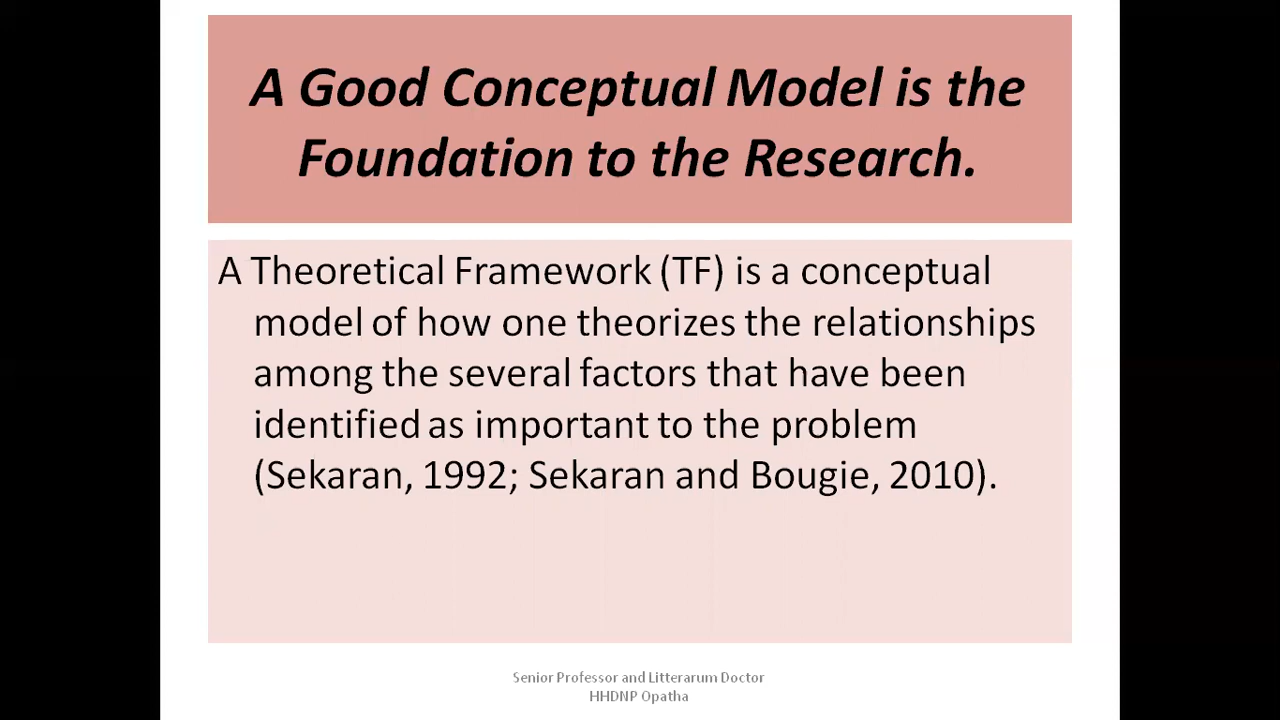 A Good Conceptual Model is the
Foundation to the Research.
A Theoretical Framework (TF) is a conceptual
model of how one theorizes the relationships
among the several factors that have been
identified as important to the problem
(Sekaran, 1992; Sekaran and Bougie, 2010).
Senior Professor and Litterarum Doctor
HHDNP Opatha